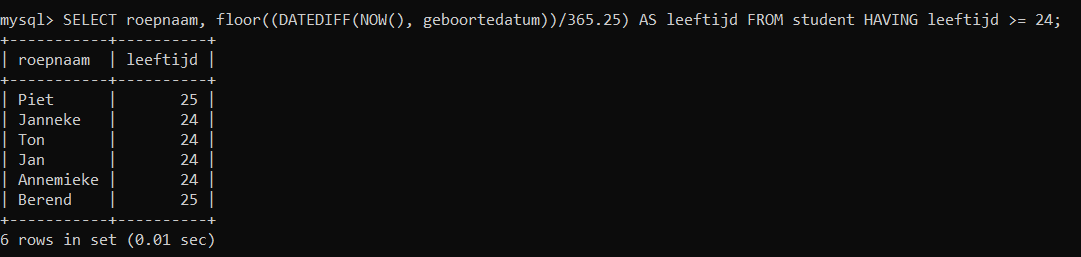 mysql> SELECT roepnaam, floor((DATEDIFF(NOW(), geboortedatum))/365.25) AS leeftijd FROM student HAVING leeftijd >= 24;
+-----------+----------+
| roepnaam  | leeftijd |
+-----------+----------+
| Piet      |       25 |
| Janneke   |       24 |
| Ton       |       24 |
| Jan       |       24 |
| Annemieke |       24 |
| Berend    |       25 |
+-----------+----------+
6 rows in set (0.01 sec)